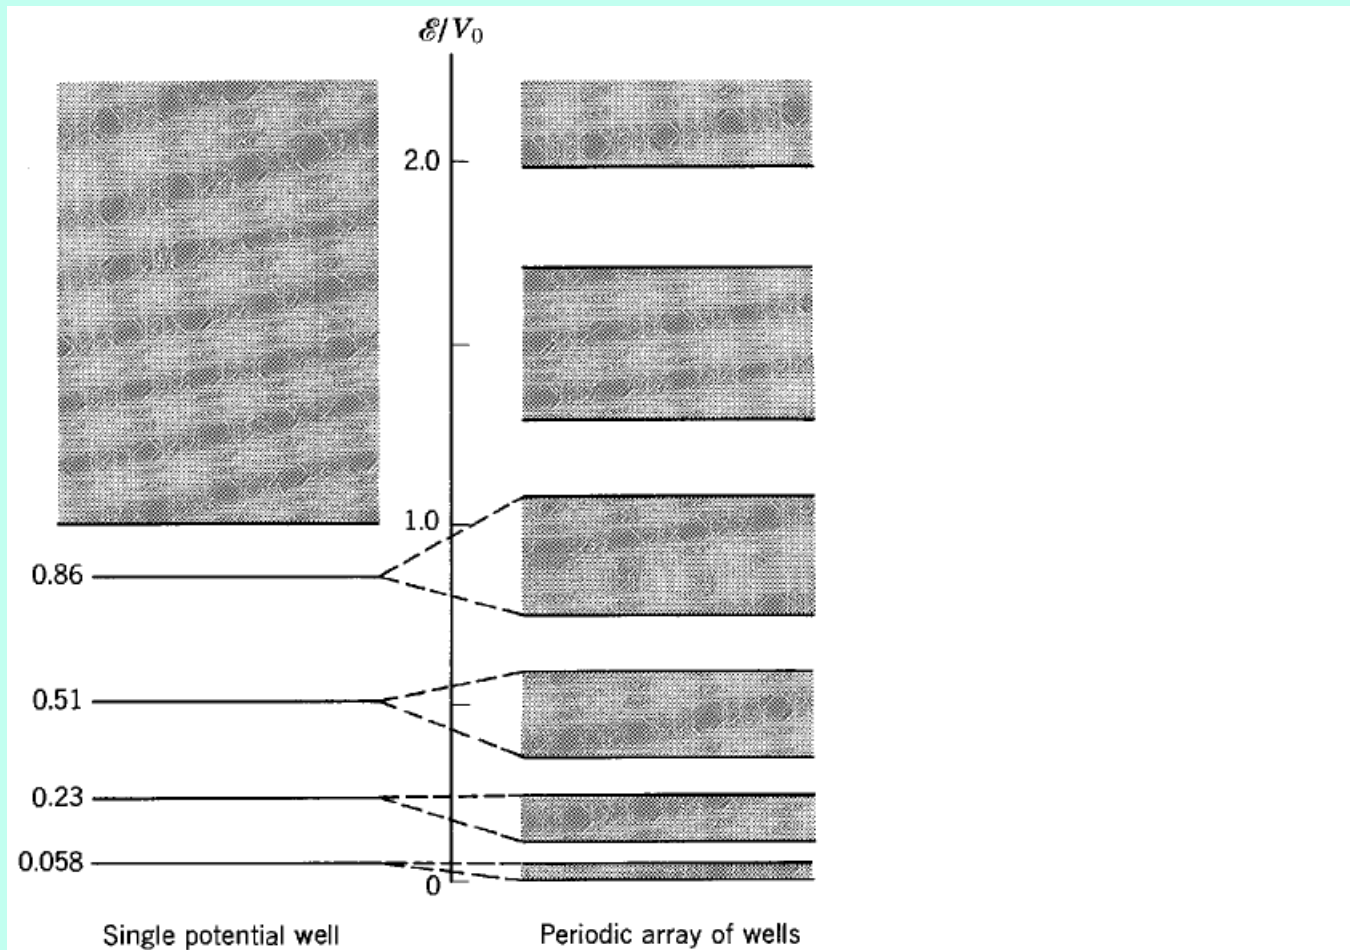 ℰ/V₀
2.0
1.0
0.86
0.51
0.23
0.058
0
Single potential well
Periodic array of wells